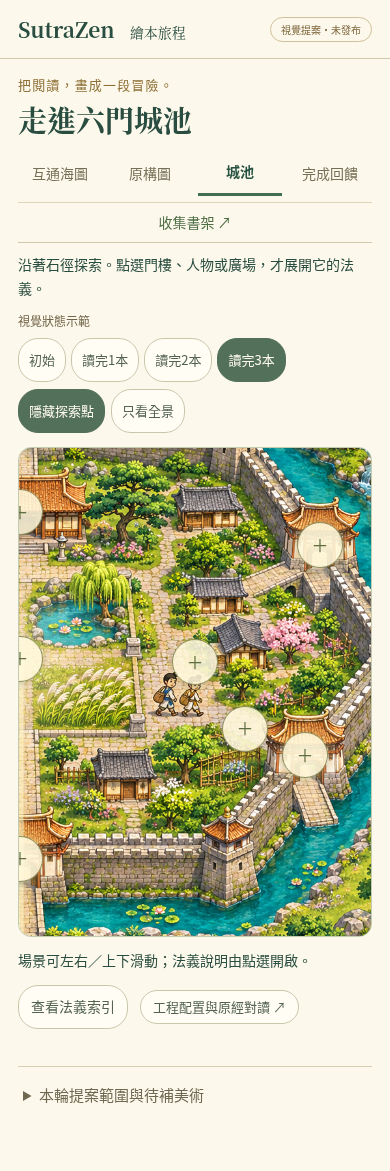 SutraZen 繪本旅程
視覺提案・未發布
把閱讀，畫成一段冒險。
走進六門城池
互通海圖 原構圖 城池 完成回饋
收集書架 ↗
沿著石徑探索。點選門樓、人物或廣場，才展開它的法
義。
視覺狀態示範
初始 讀完1本 讀完2本 讀完3本
隱藏探索點 只看全景
場景可左右／上下滑動；法義說明由點選開啟。
查看法義索引 工程配置與原經對讀 ↗
▶ 本輪提案範圍與待補美術